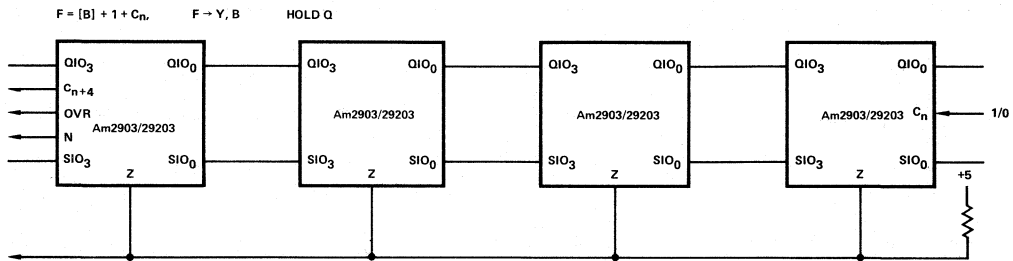 F = [B] + 1 + Cn, F → Y, B HOLD Q
QIO3 QIO0 QIO3 QIO0 QIO3 QIO0 QIO3 QIO0
Cn+4
OVR Cn 1/0
Am2903/29203 Am2903/29203 Am2903/29203 Am2903/29203
N
SIO3 SIO0 SIO3 SIO0 SIO3 SIO0 SIO3 SIO0
Z Z Z Z +5